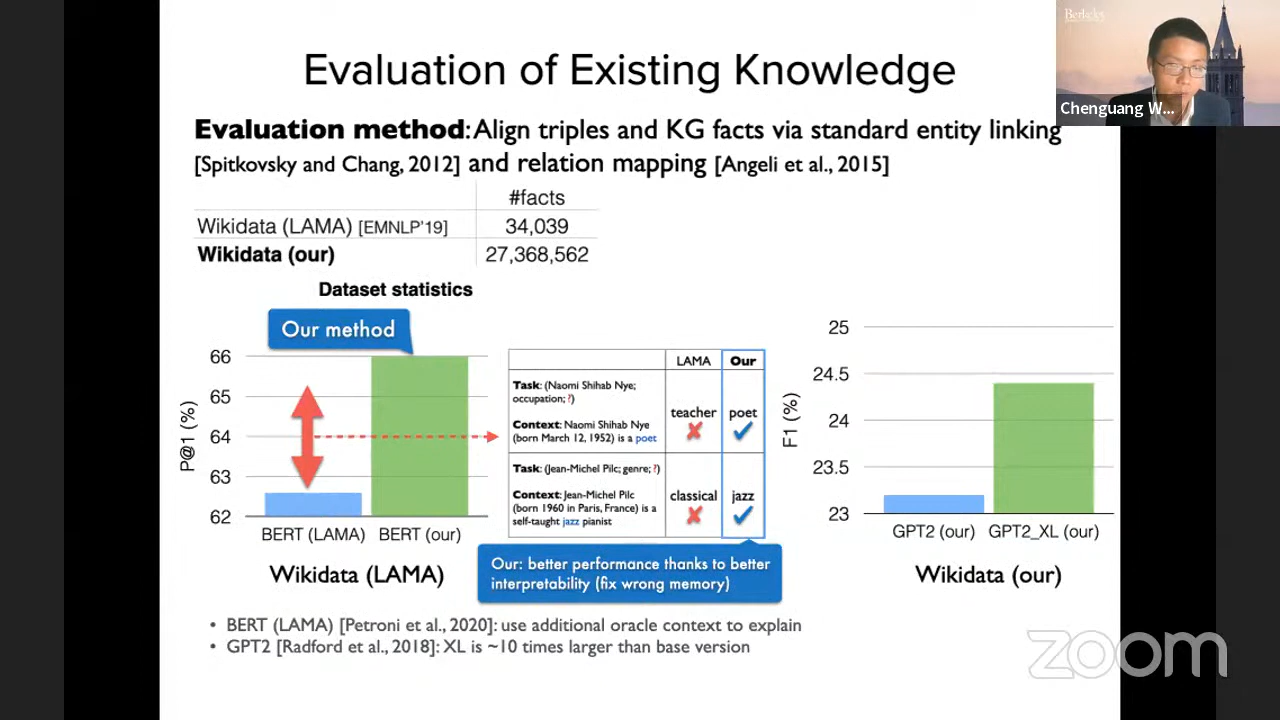 Evaluation of Existing Knowledge
Berkeley
Chenguang W...
Evaluation method: Align triples and KG facts via standard entity linking
[Spitkovsky and Chang, 2012] and relation mapping [Angeli et al., 2015]
#facts
Wikidata (LAMA) [EMNLP'19] 34,039
Wikidata (our) 27,368,562
Dataset statistics
Our method
66
65
64
63
62
P@1 (%)
BERT (LAMA) BERT (our)
Wikidata (LAMA)
LAMA Our
Task: (Naomi Shihab Nye;
occupation; ?)
Context: Naomi Shihab Nye
(born March 12, 1952) is a poet
teacher poet
✘ ✔
Task: (Jean-Michel Pilc; genre; ?)
Context: Jean-Michel Pilc
(born 1960 in Paris, France) is a
self-taught jazz pianist
classical jazz
✘ ✔
Our: better performance thanks to better
interpretability (fix wrong memory)
25
24.5
24
23.5
23
F1 (%)
GPT2 (our) GPT2_XL (our)
Wikidata (our)
• BERT (LAMA) [Petroni et al., 2020]: use additional oracle context to explain
• GPT2 [Radford et al., 2018]: XL is ~10 times larger than base version
zoom